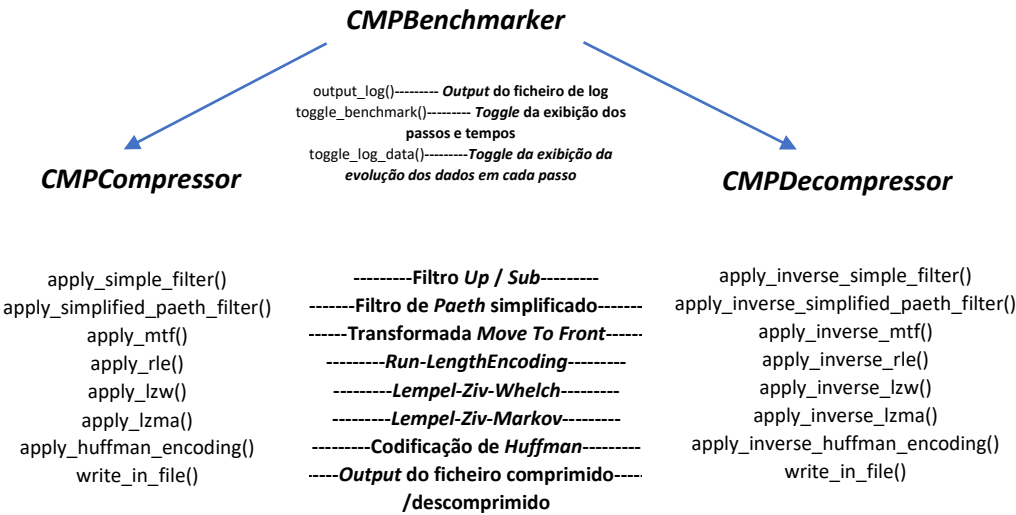 CMPBenchmarker
output_log()--------- Output do ficheiro de log
toggle_benchmark()--------- Toggle da exibição dos
passos e tempos
toggle_log_data()---------Toggle da exibição da
evolução dos dados em cada passo
CMPCompressor
CMPDecompressor
apply_simple_filter()
apply_simplified_paeth_filter()
apply_mtf()
apply_rle()
apply_lzw()
apply_lzma()
apply_huffman_encoding()
write_in_file()
---------Filtro Up / Sub---------
-------Filtro de Paeth simplificado-------
------Transformada Move To Front------
---------Run-LengthEncoding---------
---------Lempel-Ziv-Whelch---------
---------Lempel-Ziv-Markov---------
---------Codificação de Huffman---------
-----Output do ficheiro comprimido-----
/descomprimido
apply_inverse_simple_filter()
apply_inverse_simplified_paeth_filter()
apply_inverse_mtf()
apply_inverse_rle()
apply_inverse_lzw()
apply_inverse_lzma()
apply_inverse_huffman_encoding()
write_in_file()